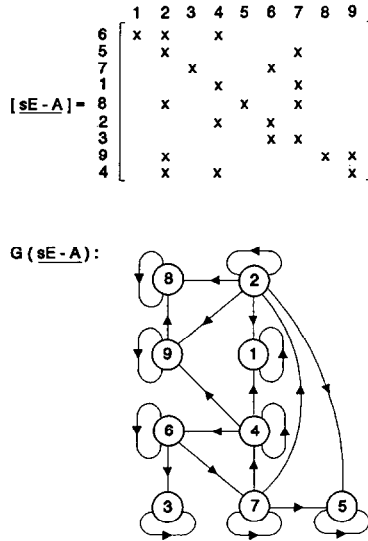 1 2 3 4 5 6 7 8 9
6 x x x
5 x x
7 x x
1 x x
[sE - A] = 8 x x x
2 x x
3 x x
9 x x x
4 x x x
G (sE - A) :
8 2
9 1
6 4
3 7 5